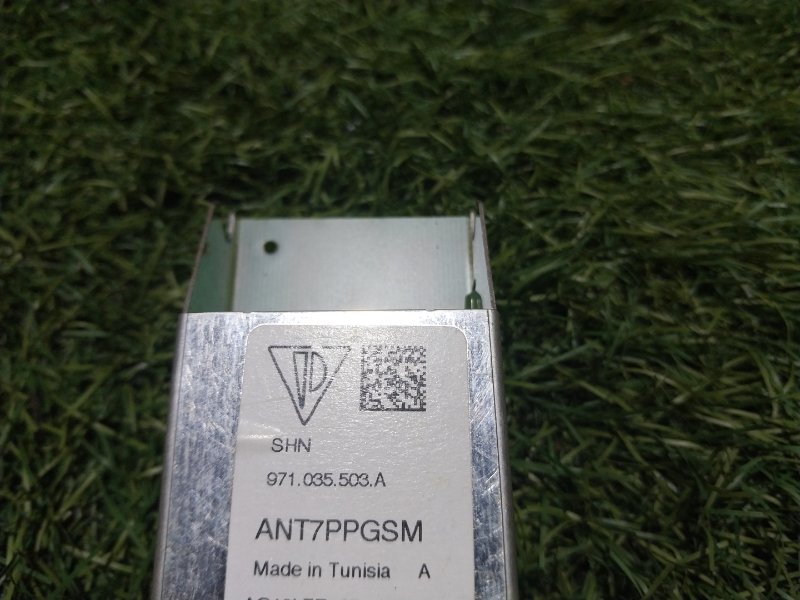 SHN
971.035.503.A
ANT7PPGSM
Made in Tunisia A